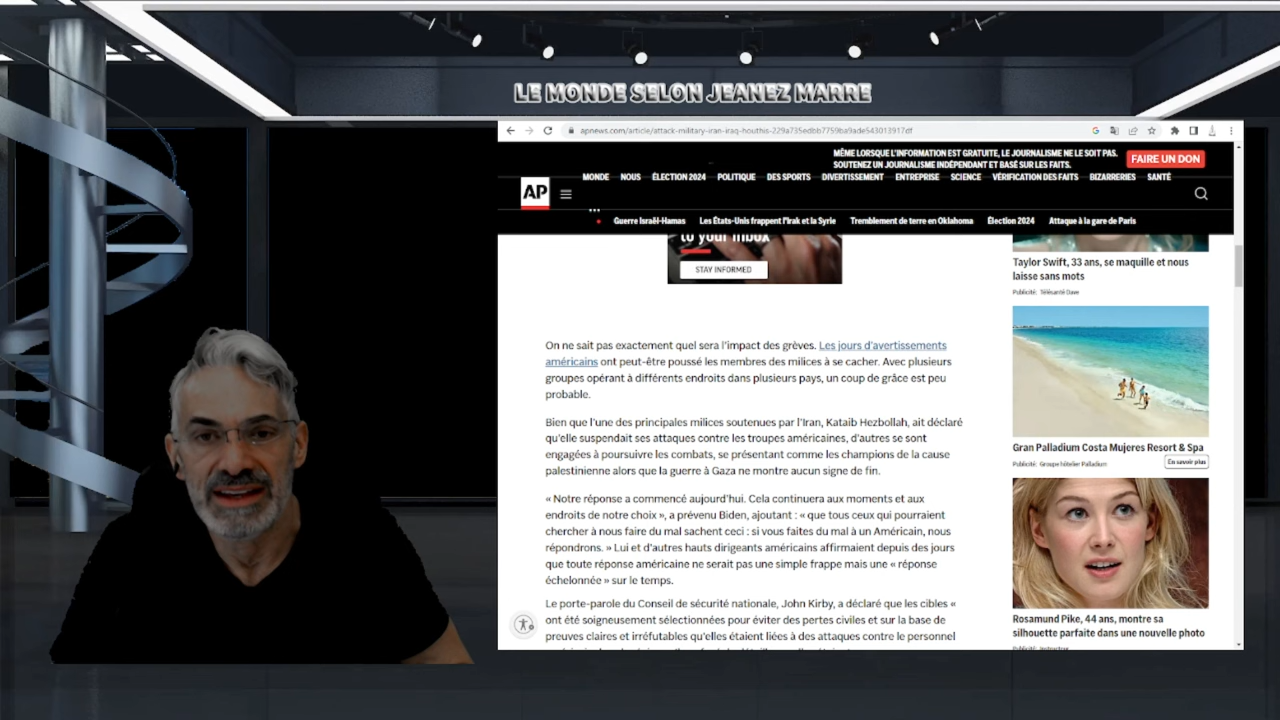 LE MONDE SELON JEANEZ MARRE
apnews.com/article/attack-military-iran-iraq-houthis-229a735edbb7759ba9ade543013917df
MÊME LORSQUE L'INFORMATION EST GRATUITE, LE JOURNALISME NE LE SOIT PAS.
SOUTENEZ UN JOURNALISME INDÉPENDANT ET BASÉ SUR LES FAITS.
FAIRE UN DON
AP
MONDE NOUS ÉLECTION 2024 POLITIQUE DES SPORTS DIVERTISSEMENT ENTREPRISE SCIENCE VÉRIFICATION DES FAITS BIZARRERIES SANTÉ
Guerre Israël-Hamas Les États-Unis frappent l'Irak et la Syrie Tremblement de terre en Oklahoma Élection 2024 Attaque à la gare de Paris
to your inbox
STAY INFORMED
On ne sait pas exactement quel sera l'impact des grèves. Les jours d'avertissements
américains ont peut-être poussé les membres des milices à se cacher. Avec plusieurs
groupes opérant à différents endroits dans plusieurs pays, un coup de grâce est peu
probable.
Bien que l'une des principales milices soutenues par l'Iran, Kataib Hezbollah, ait déclaré
qu'elle suspendait ses attaques contre les troupes américaines, d'autres se sont
engagées à poursuivre les combats, se présentant comme les champions de la cause
palestinienne alors que la guerre à Gaza ne montre aucun signe de fin.
« Notre réponse a commencé aujourd'hui. Cela continuera aux moments et aux
endroits de notre choix », a prévenu Biden, ajoutant : « que tous ceux qui pourraient
chercher à nous faire du mal sachent ceci : si vous faites du mal à un Américain, nous
répondrons. » Lui et d'autres hauts dirigeants américains affirmaient depuis des jours
que toute réponse américaine ne serait pas une simple frappe mais une « réponse
échelonnée » sur le temps.
Le porte-parole du Conseil de sécurité nationale, John Kirby, a déclaré que les cibles «
ont été soigneusement sélectionnées pour éviter des pertes civiles et sur la base de
preuves claires et irréfutables qu'elles étaient liées à des attaques contre le personnel
Taylor Swift, 33 ans, se maquille et nous
laisse sans mots
Publicité: Télésanté Dave
Gran Palladium Costa Mujeres Resort & Spa
Publicité: Groupe hôtelier Palladium
En savoir plus
Rosamund Pike, 44 ans, montre sa
silhouette parfaite dans une nouvelle photo